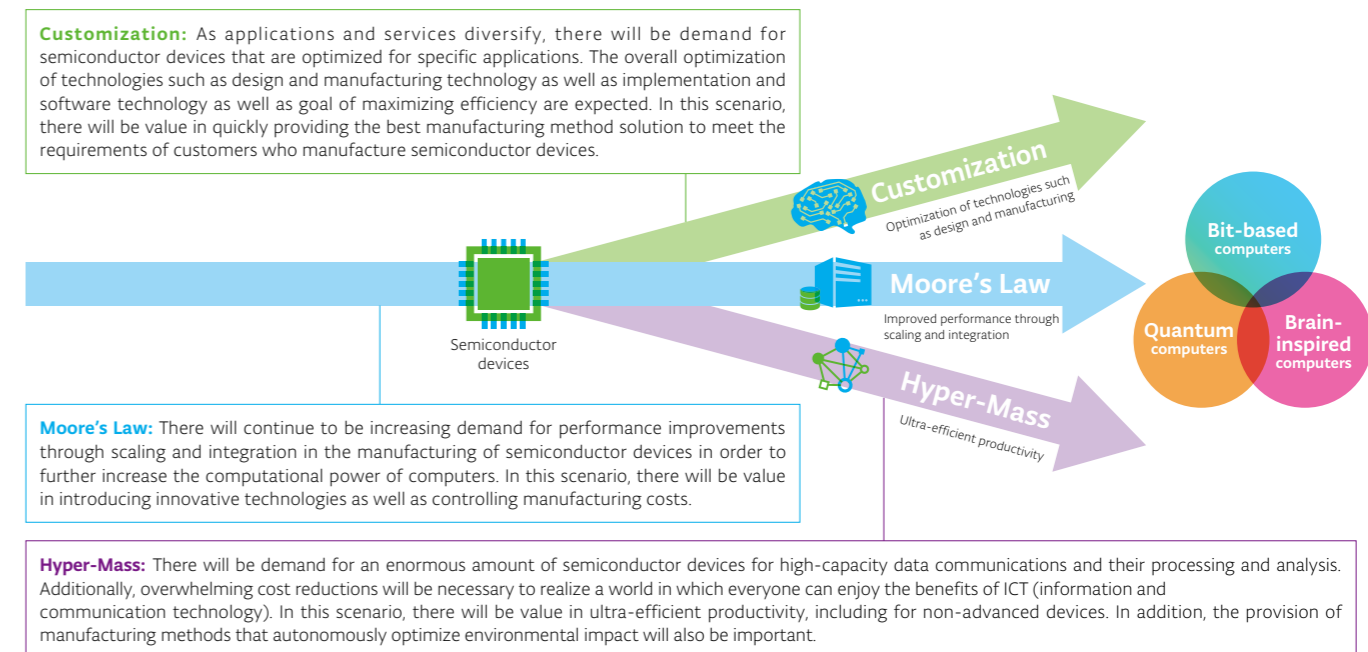 Customization: As applications and services diversify, there will be demand for
semiconductor devices that are optimized for specific applications. The overall optimization
of technologies such as design and manufacturing technology as well as implementation and
software technology as well as goal of maximizing efficiency are expected. In this scenario,
there will be value in quickly providing the best manufacturing method solution to meet the
requirements of customers who manufacture semiconductor devices.
Customization
Optimization of technologies such
as design and manufacturing
Bit-based
computers
Moore's Law
Improved performance through
scaling and integration
Quantum
computers
Brain-
inspired
computers
Semiconductor
devices
Hyper-Mass
Ultra-efficient productivity
Moore's Law: There will continue to be increasing demand for performance improvements
through scaling and integration in the manufacturing of semiconductor devices in order to
further increase the computational power of computers. In this scenario, there will be value
in introducing innovative technologies as well as controlling manufacturing costs.
Hyper-Mass: There will be demand for an enormous amount of semiconductor devices for high-capacity data communications and their processing and analysis.
Additionally, overwhelming cost reductions will be necessary to realize a world in which everyone can enjoy the benefits of ICT (information and
communication technology). In this scenario, there will be value in ultra-efficient productivity, including for non-advanced devices. In addition, the provision of
manufacturing methods that autonomously optimize environmental impact will also be important.